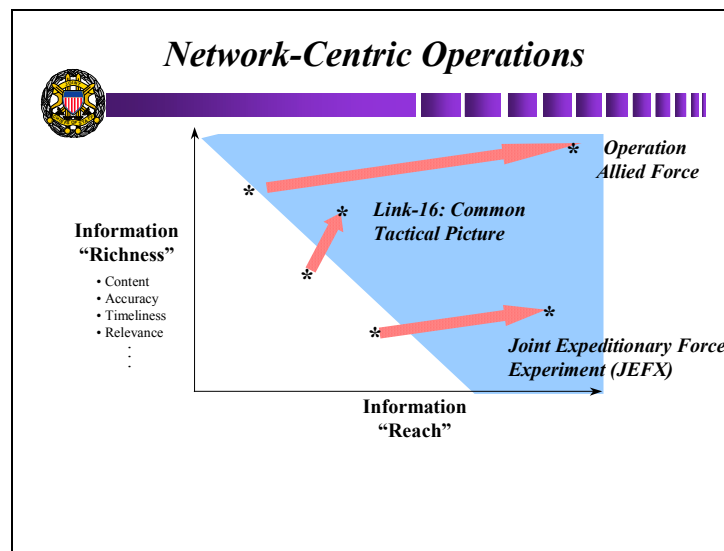 Network-Centric Operations
Operation
Allied Force
Link-16: Common
Tactical Picture
Information
“Richness”
• Content
• Accuracy
• Timeliness
• Relevance
.
.
.
Joint Expeditionary Force
Experiment (JEFX)
Information
“Reach”